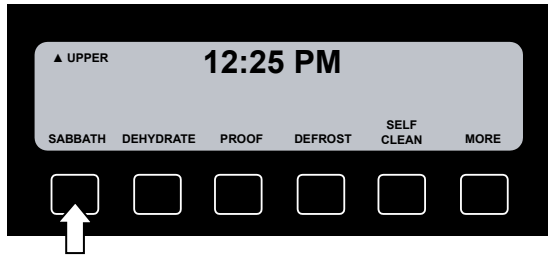 ▲ UPPER 12:25 PM
SABBATH DEHYDRATE PROOF DEFROST SELF CLEAN MORE